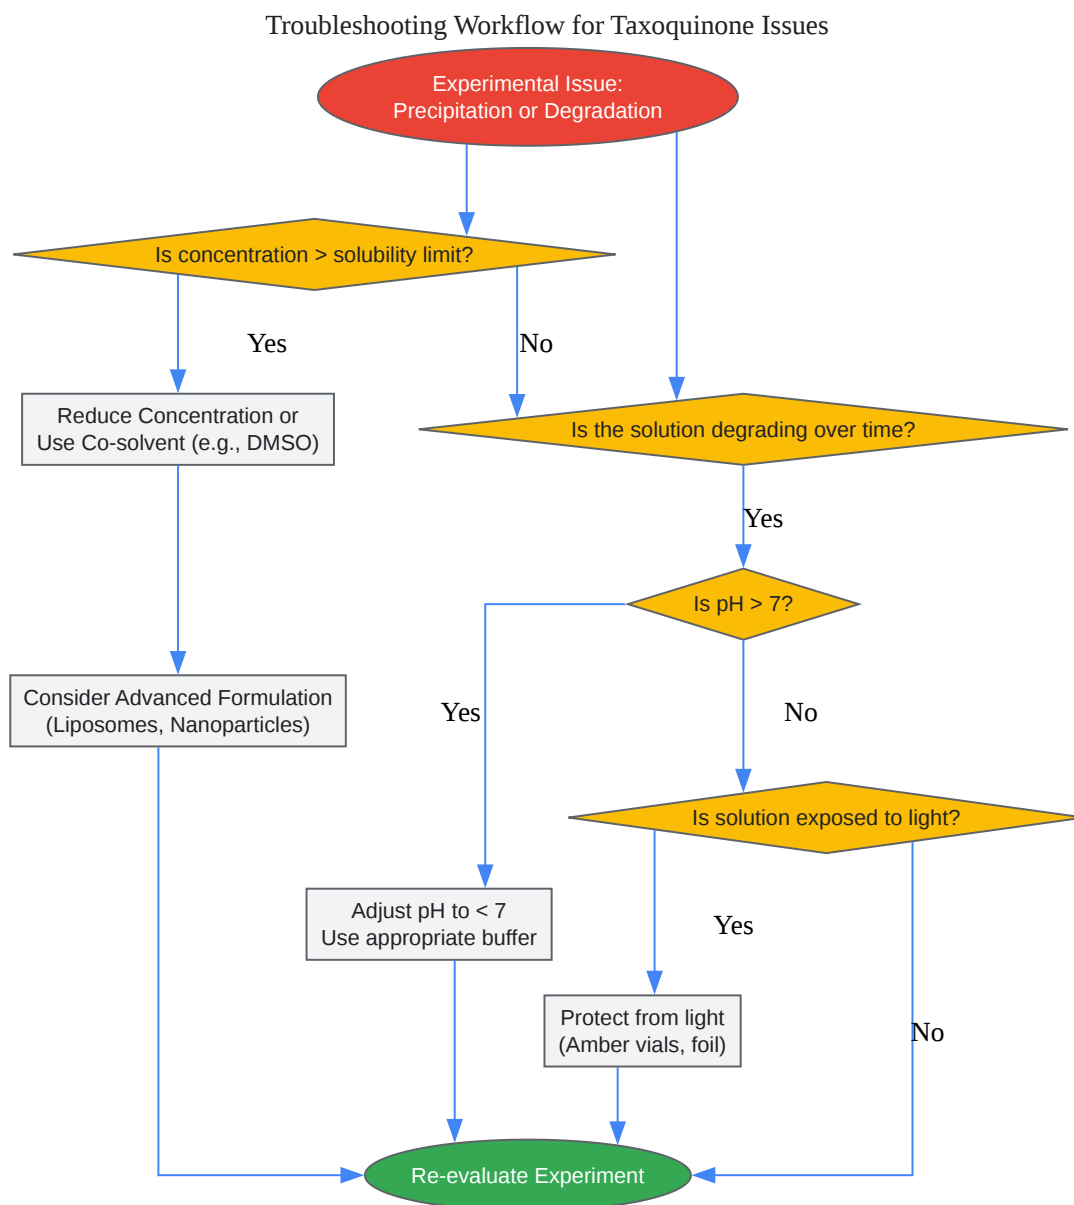 Troubleshooting Workflow for Taxoquinone Issues
Experimental Issue:
Precipitation or Degradation
Is concentration > solubility limit?
Yes
No
Reduce Concentration or
Use Co-solvent (e.g., DMSO)
Is the solution degrading over time?
Yes
Is pH > 7?
Consider Advanced Formulation
(Liposomes, Nanoparticles)
Yes
No
Is solution exposed to light?
Adjust pH to < 7
Use appropriate buffer
Yes
Protect from light
(Amber vials, foil)
No
Re-evaluate Experiment